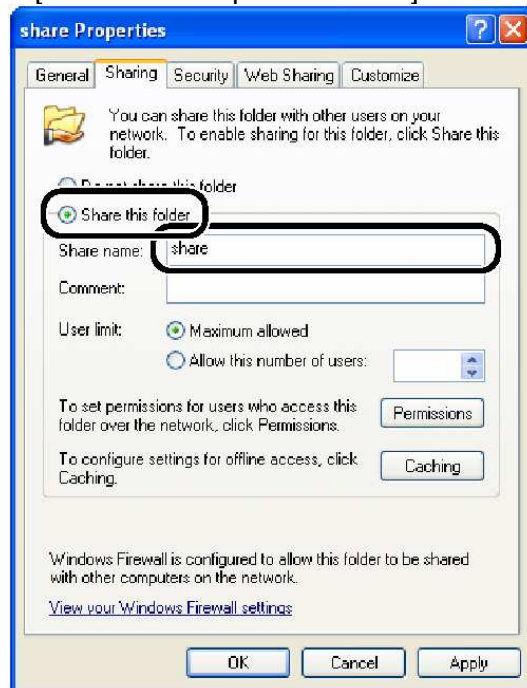 share Properties
General Sharing Security Web Sharing Customize
You can share this folder with other users on your
network. To enable sharing for this folder, click Share this
folder.
this folder
Share this folder
Share name: share
Comment:
User limit: Maximum allowed
Allow this number of users:
To set permissions for users who access this
folder over the network, click Permissions.
Permissions
To configure settings for offline access, click
Caching.
Caching
Windows Firewall is configured to allow this folder to be shared
with other computers on the network.
View your Windows Firewall settings
OK Cancel Apply